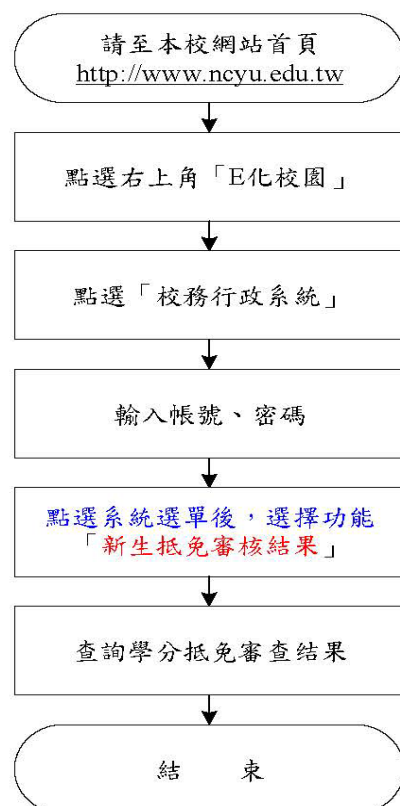 請至本校網站首頁
http://www.ncyu.edu.tw
點選右上角「E化校園」
點選「校務行政系統」
輸入帳號、密碼
點選系統選單後，選擇功能
「新生抵免審核結果」
查詢學分抵免審查结果
結 束